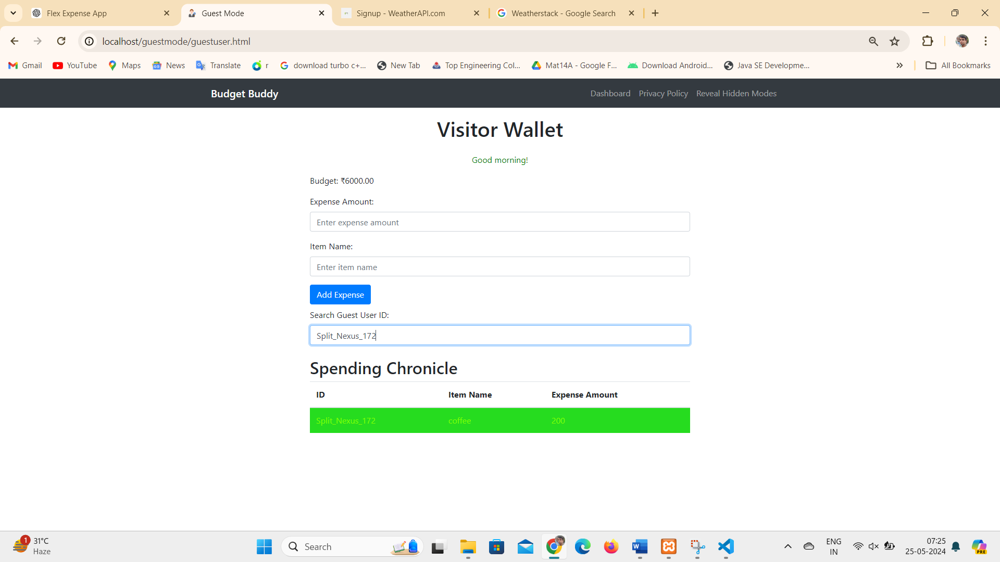 Flex Expense App
Guest Mode
Signup - WeatherAPI.com
Weatherstack - Google Search
localhost/guestmode/guestuser.html
Gmail YouTube Maps News Translate r download turbo c+... New Tab Top Engineering Col... Mat14A - Google F... Download Android... Java SE Developme... All Bookmarks
Budget Buddy
Dashboard Privacy Policy Reveal Hidden Modes
Visitor Wallet
Good morning!
Budget: ₹6000.00
Expense Amount:
Enter expense amount
Item Name:
Enter item name
Add Expense
Search Guest User ID:
Split_Nexus_172
Spending Chronicle
ID Item Name Expense Amount
Split_Nexus_172 coffee 200
1
31°C
Haze
Search
W
PRE
ENG
IN
07:25
25-05-2024